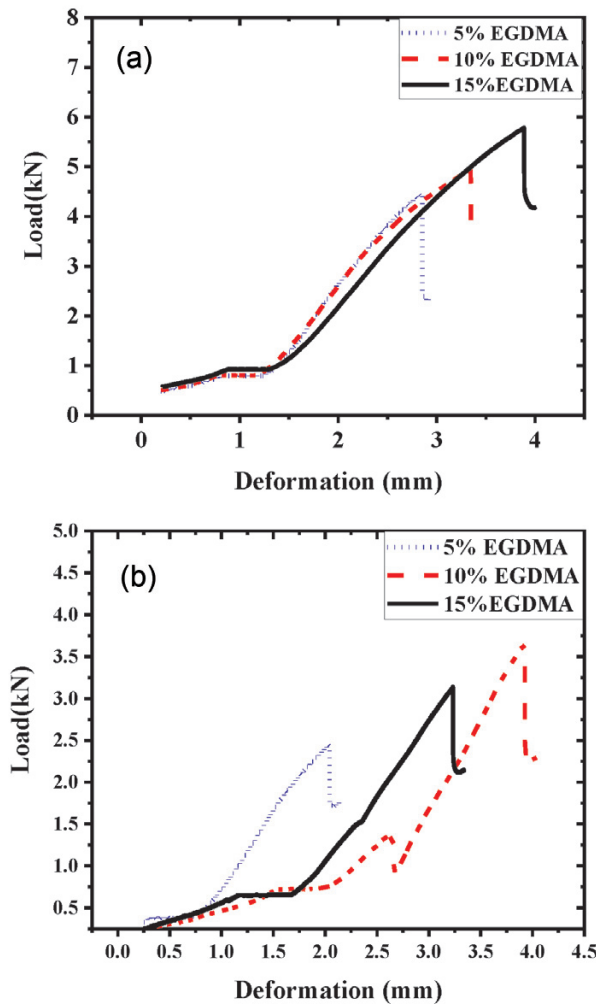 (a)
5% EGDMA
10% EGDMA
15%EGDMA
8
7
6
5
4
3
2
1
0
Load(kN)
0 1 2 3 4
Deformation (mm)
(b)
5% EGDMA
10% EGDMA
15%EGDMA
5.0
4.5
4.0
3.5
3.0
2.5
2.0
1.5
1.0
0.5
Load(kN)
0.0 0.5 1.0 1.5 2.0 2.5 3.0 3.5 4.0 4.5
Deformation (mm)